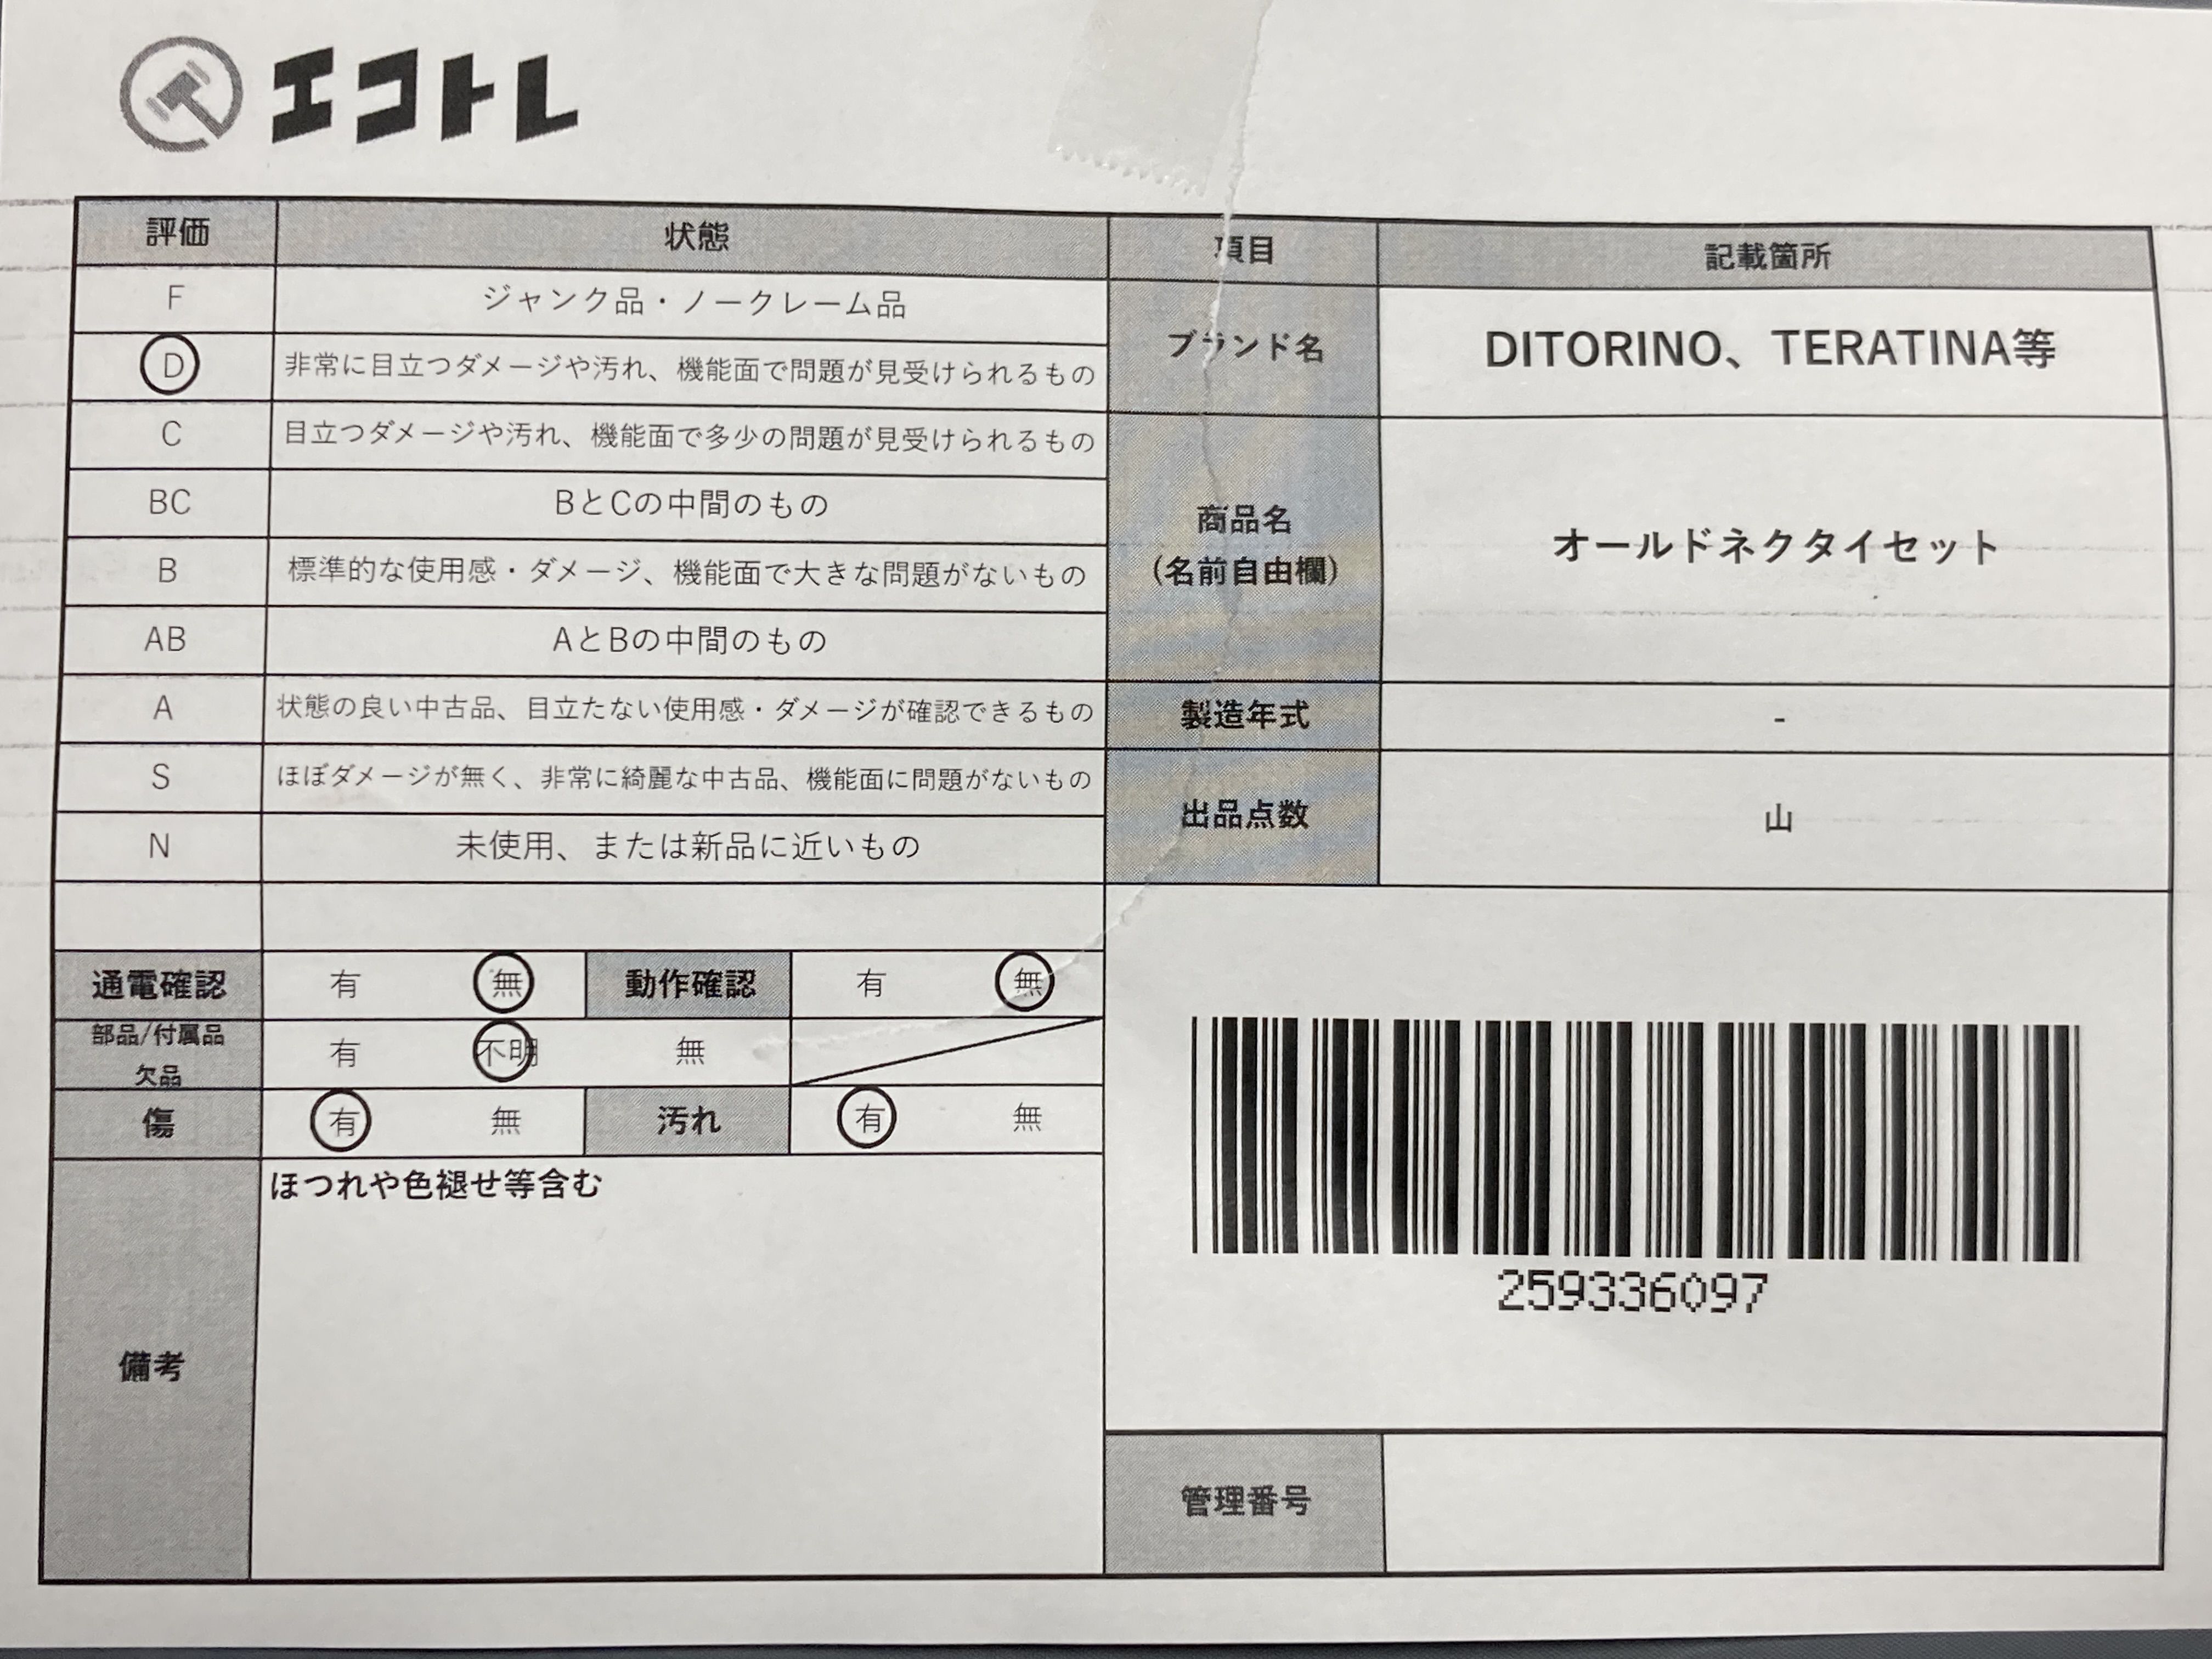 エコトレ
評価 状態
F ジャンク品・ノークレーム品
D 非常に目立つダメージや汚れ、機能面で問題が見受けられるもの
C 目立つダメージや汚れ、機能面で多少の問題が見受けられるもの
BC BとCの中間のもの
B 標準的な使用感・ダメージ、機能面で大きな問題がないもの
AB AとBの中間のもの
A 状態の良い中古品、目立たない使用感・ダメージが確認できるもの
S ほぼダメージが無く、非常に綺麗な中古品、機能面に問題がないもの
N 未使用、または新品に近いもの
通電確認 有 無 動作確認 有 無
部品/付属品
欠品
有 不明 無
傷 有 無 汚れ 有 無
備考
ほつれや色褪せ等含む
項目 記載箇所
ブランド名 DITORINO、TERATINA等
商品名
(名前自由欄)
オールドネクタイセット
製造年式 -
出品点数 山
259336097
管理番号